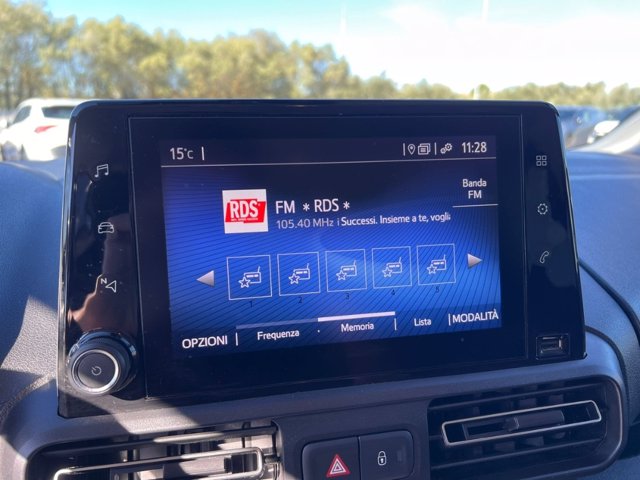 15°C
11:28
RDS
FM * RDS *
105.40 MHz i Successi. Insieme a te, vogli
Banda
FM
1 2 3 4 5
OPZIONI
Frequenza
Memoria
Lista
MODALITÀ
N